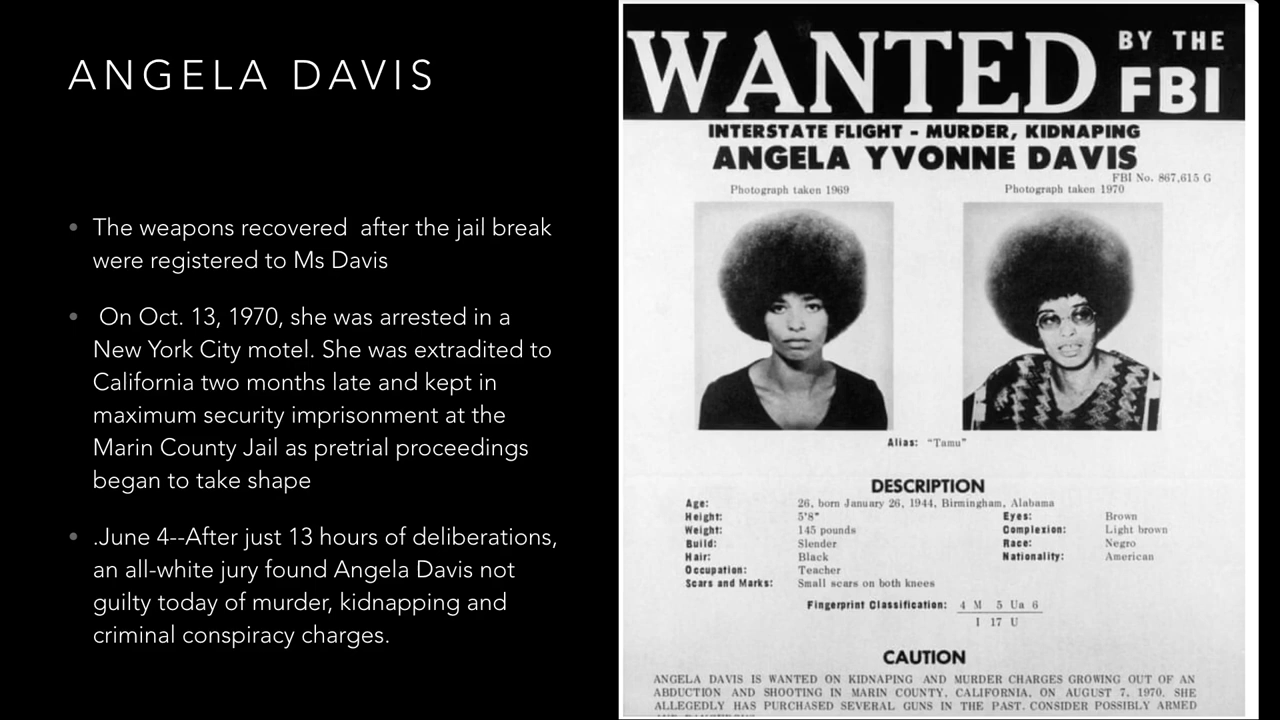 ANGELA DAVIS
• The weapons recovered  after the jail break
were registered to Ms Davis
•  On Oct. 13, 1970, she was arrested in a
New York City motel. She was extradited to
California two months late and kept in
maximum security imprisonment at the
Marin County Jail as pretrial proceedings
began to take shape
• .June 4--After just 13 hours of deliberations,
an all-white jury found Angela Davis not
guilty today of murder, kidnapping and
criminal conspiracy charges.
WANTED BY THE
FBI
INTERSTATE FLIGHT - MURDER, KIDNAPING
ANGELA YVONNE DAVIS
FBI No. 867,615 G
Photograph taken 1969 Photograph taken 1970
Alias: "Tamu"
DESCRIPTION
Age: 26, born January 26, 1944, Birmingham, Alabama
Height: 5'8" Eyes: Brown
Weight: 145 pounds Complexion: Light brown
Build: Slender Race: Negro
Hair: Black Nationality: American
Occupation: Teacher
Scars and Marks: Small scars on both knees
Fingerprint Classification: 4 M 5 Ua 6
I 17 U
CAUTION
ANGELA DAVIS IS WANTED ON KIDNAPING AND MURDER CHARGES GROWING OUT OF AN
ABDUCTION AND SHOOTING IN MARIN COUNTY, CALIFORNIA, ON AUGUST 7, 1970. SHE
ALLEGEDLY HAS PURCHASED SEVERAL GUNS IN THE PAST. CONSIDER POSSIBLY ARMED